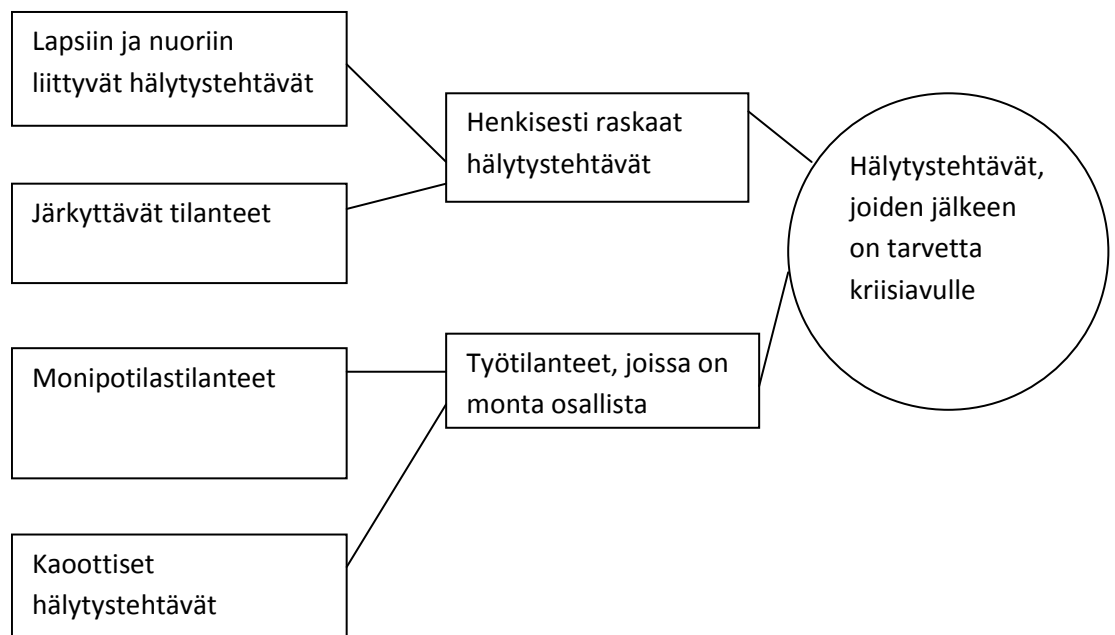 Lapsiin ja nuoriin
liittyvät hälytystehtävät
Järkyttävät tilanteet
Monipotilastilanteet
Kaoottiset
hälytystehtävät
Henkisesti raskaat
hälytystehtävät
Työtilanteet, joissa on
monta osallista
Hälytystehtävät,
joiden jälkeen
on tarvetta
kriisiavulle